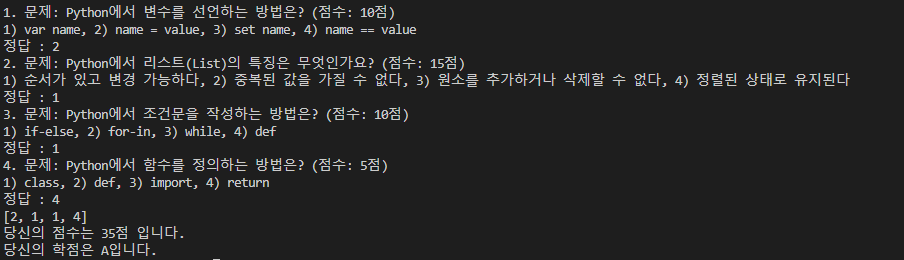 1. 문제: Python에서 변수를 선언하는 방법은? (점수: 10점)
1) var name, 2) name = value, 3) set name, 4) name == value
정답 : 2
2. 문제: Python에서 리스트(List)의 특징은 무엇인가요? (점수: 15점)
1) 순서가 있고 변경 가능하다, 2) 중복된 값을 가질 수 없다, 3) 원소를 추가하거나 삭제할 수 없다, 4) 정렬된 상태로 유지된다
정답 : 1
3. 문제: Python에서 조건문을 작성하는 방법은? (점수: 10점)
1) if-else, 2) for-in, 3) while, 4) def
정답 : 1
4. 문제: Python에서 함수를 정의하는 방법은? (점수: 5점)
1) class, 2) def, 3) import, 4) return
정답 : 4
[2, 1, 1, 4]
당신의 점수는 35점 입니다.
당신의 학점은 A입니다.